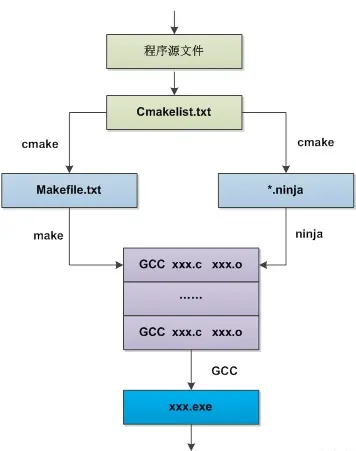 程序源文件
Cmakelist.txt
cmake
cmake
Makefile.txt
*.ninja
make
ninja
GCC xxx.c xxx.o
......
GCC xxx.c xxx.o
GCC
xxx.exe